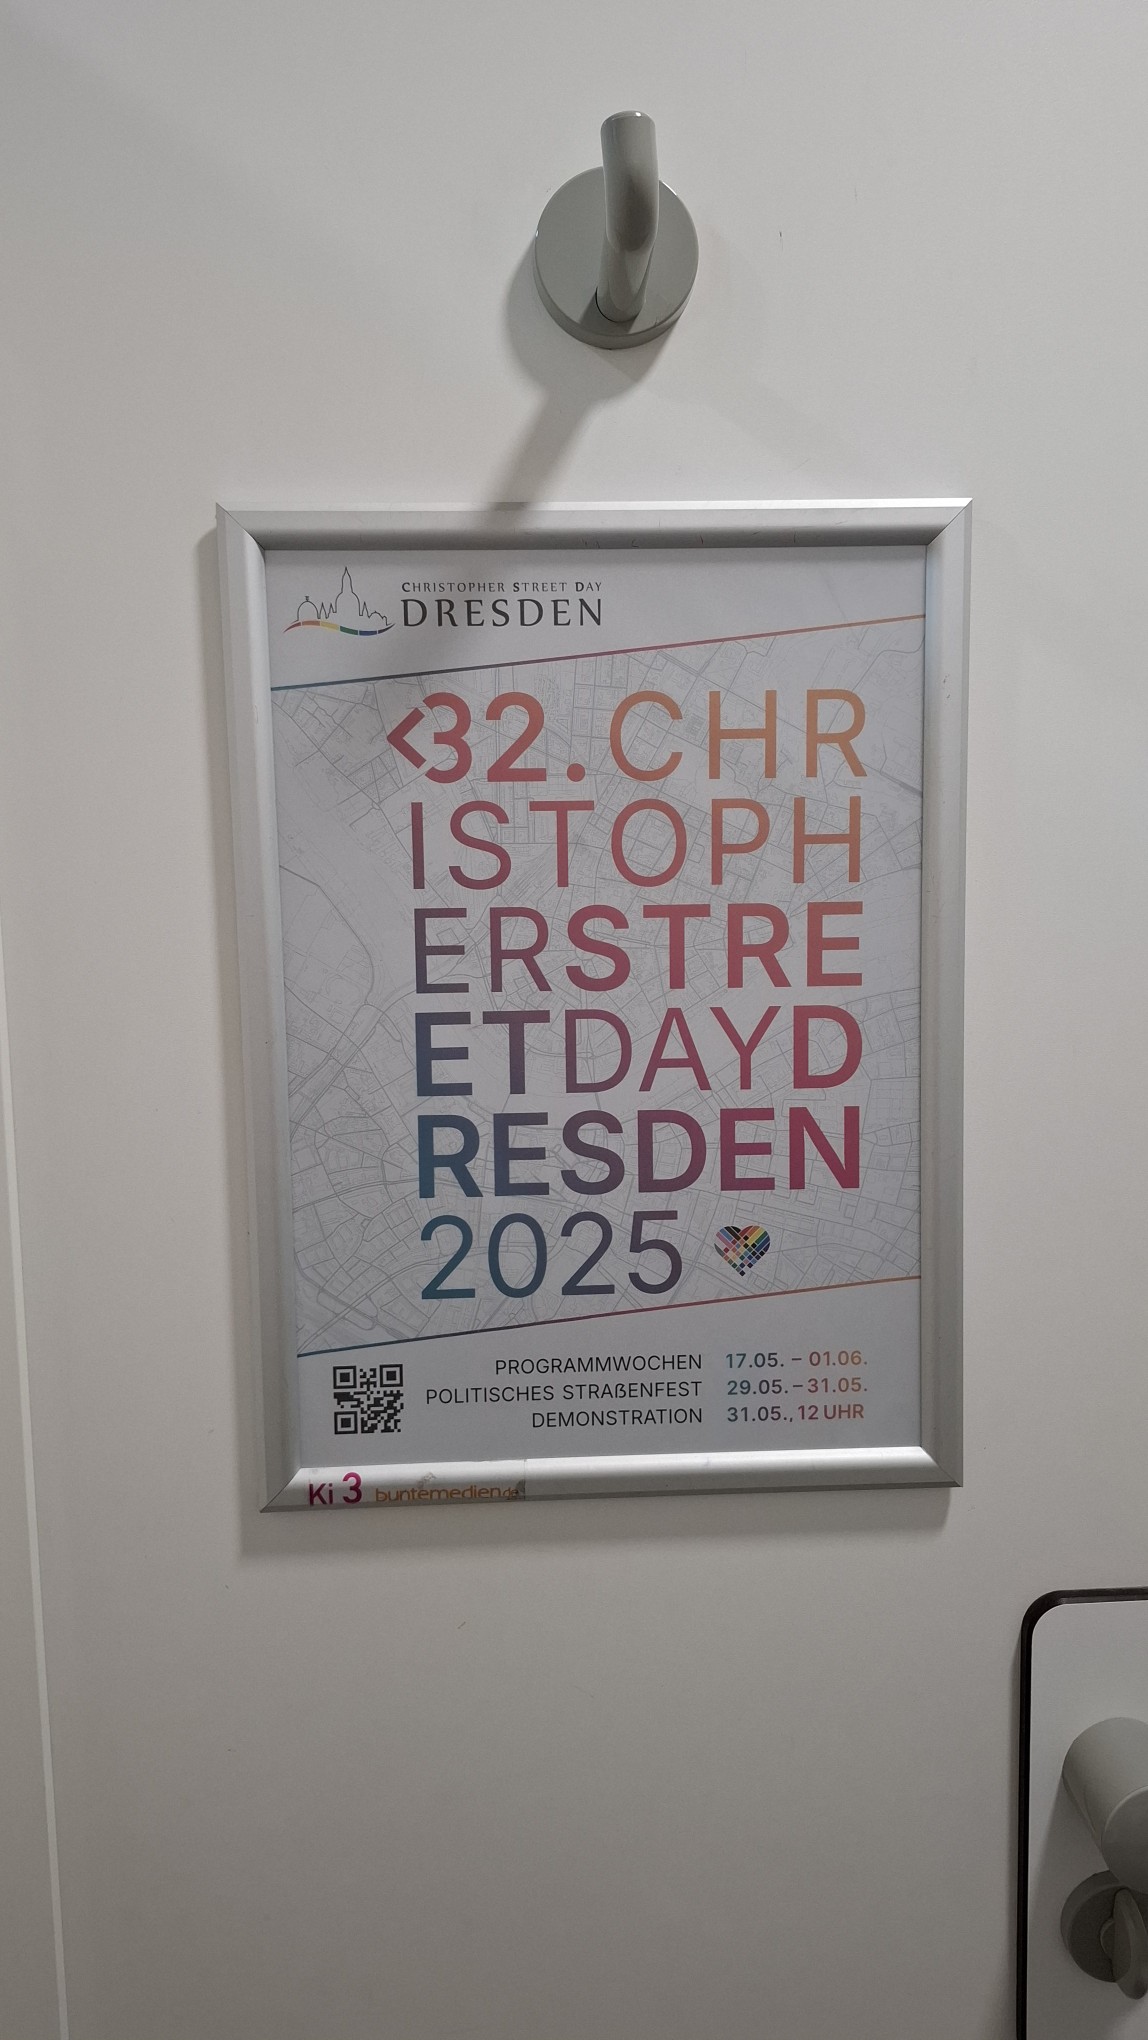 CHRISTOPHER STREET DAY
DRESDEN
<32. CHR
ISTOPH
ERSTRE
ETDAYD
RESDEN
2025
PROGRAMMWOCHEN 17.05. – 01.06.
POLITISCHES STRAßENFEST 29.05. – 31.05.
DEMONSTRATION 31.05., 12 UHR
Ki 3 buntemedien.de